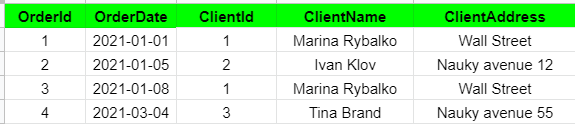 OrderId OrderDate ClientId ClientName ClientAddress
1 2021-01-01 1 Marina Rybalko Wall Street
2 2021-01-05 2 Ivan Klov Nauky avenue 12
3 2021-01-08 1 Marina Rybalko Wall Street
4 2021-03-04 3 Tina Brand Nauky avenue 55